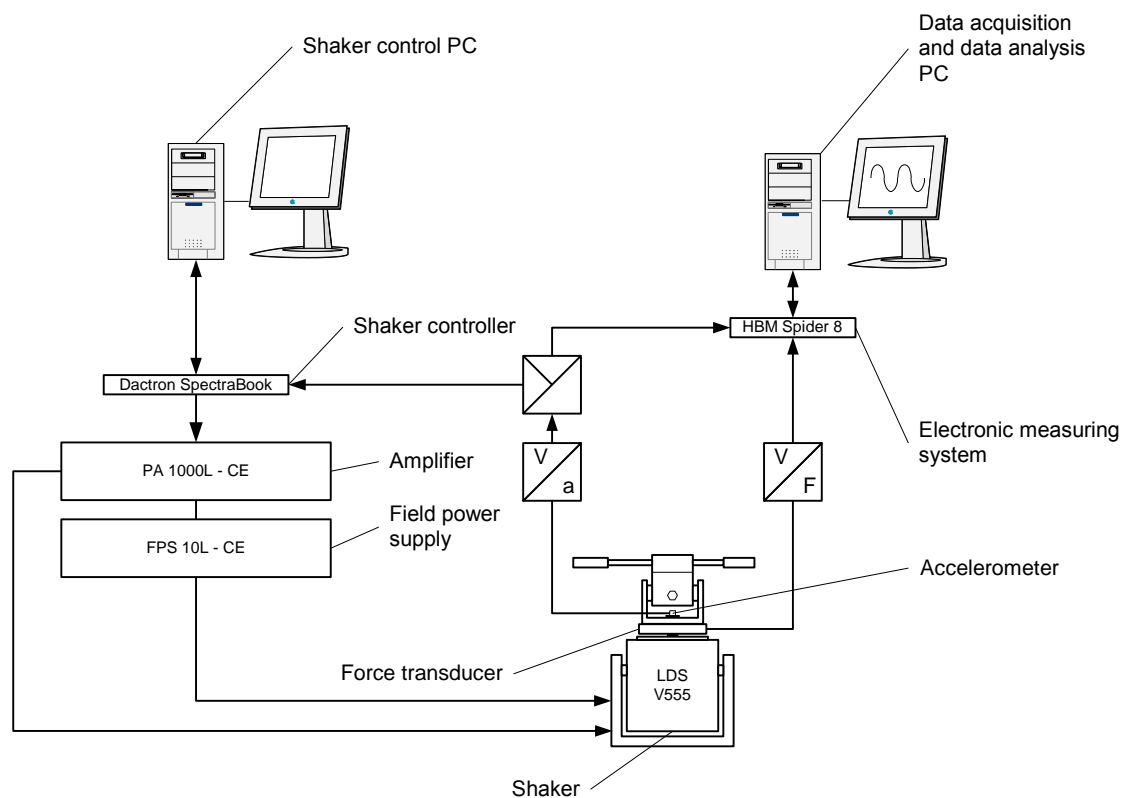 Shaker control PC
Data acquisition
and data analysis
PC
Shaker controller
HBM Spider 8
Dactron SpectraBook
Electronic measuring
system
PA 1000L - CE
Amplifier
V
a
V
F
Field power
supply
FPS 10L - CE
Accelerometer
Force transducer
LDS
V555
Shaker